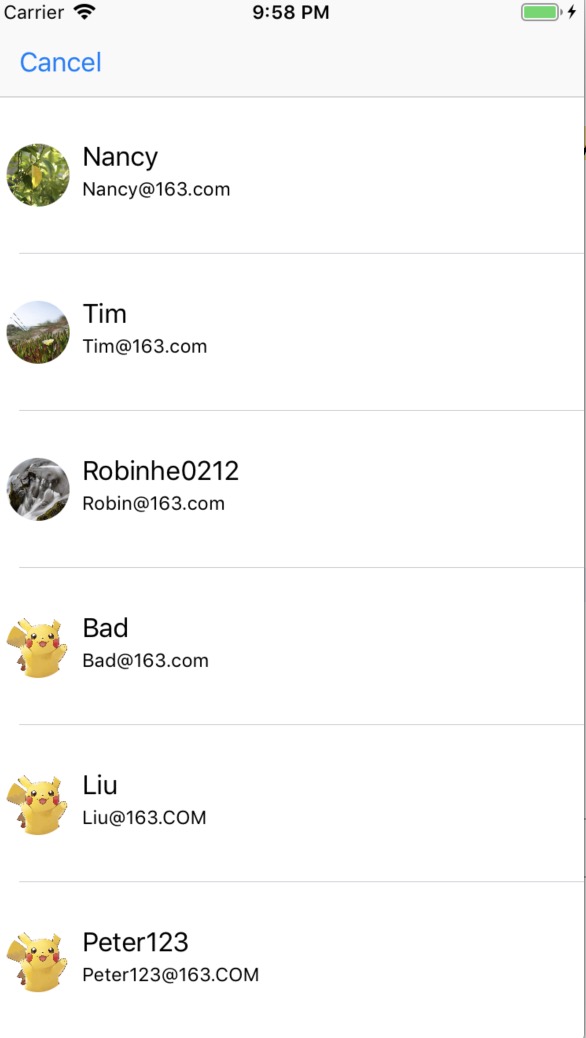 Carrier 9:58 PM
Cancel
Nancy
Nancy@163.com
Tim
Tim@163.com
Robinhe0212
Robin@163.com
Bad
Bad@163.com
Liu
Liu@163.COM
Peter123
Peter123@163.COM